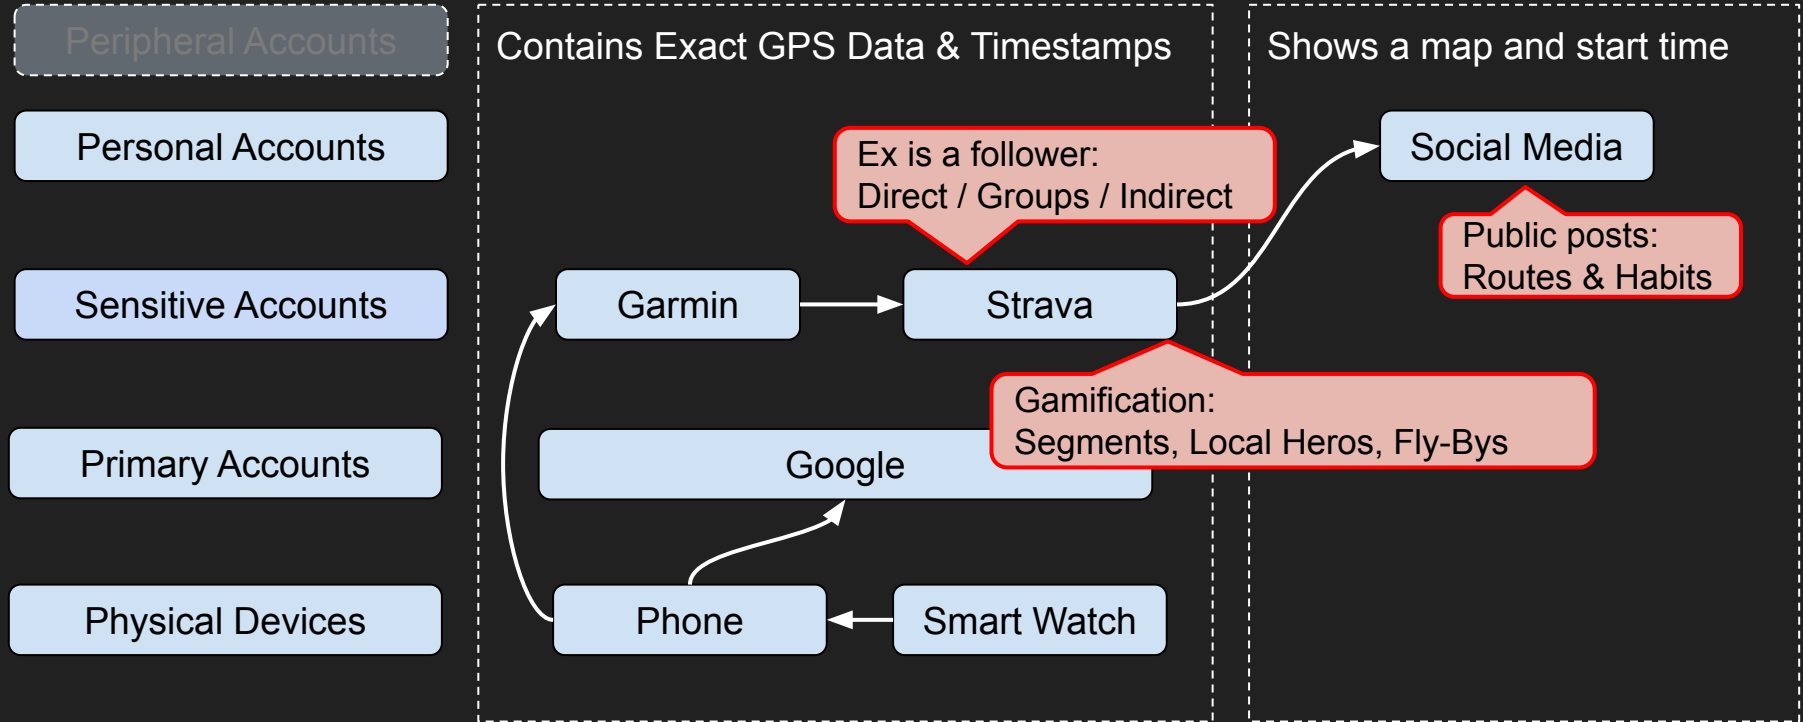 Peripheral Accounts
Contains Exact GPS Data & Timestamps
Shows a map and start time
Personal Accounts
Ex is a follower:
Direct / Groups / Indirect
Social Media
Public posts:
Routes & Habits
Sensitive Accounts
Garmin
Strava
Gamification:
Segments, Local Heros, Fly-Bys
Primary Accounts
Google
Physical Devices
Phone
Smart Watch